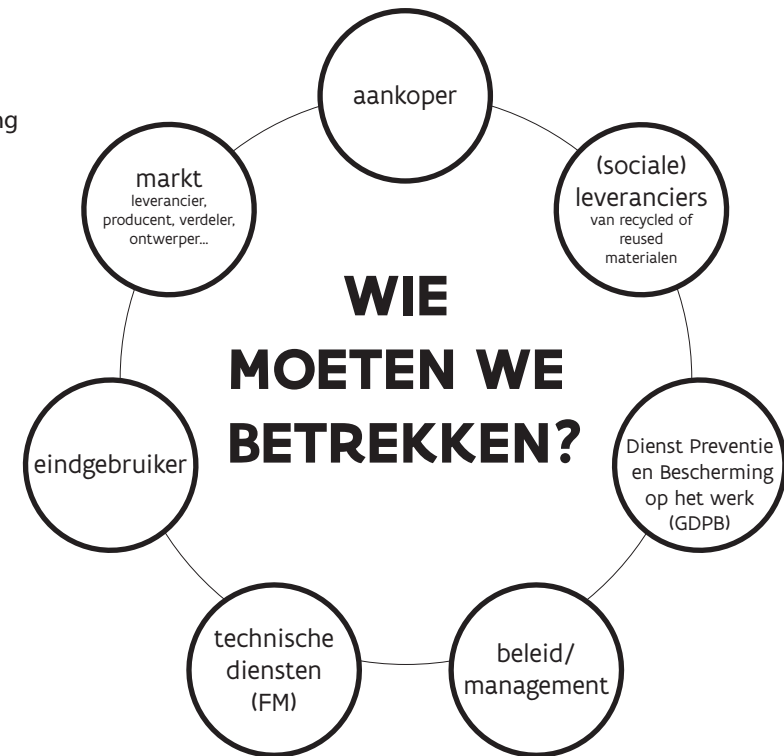 ng
aankoper
(sociale)
leveranciers
van recycled of
reused
materialen
Dienst Preventie
en Bescherming
op het werk
(GDPB)
beleid/
management
technische
diensten
(FM)
eindgebruiker
markt
leverancier,
producent, verdeler,
ontwerper...
WIE
MOETEN WE
BETREKKEN?